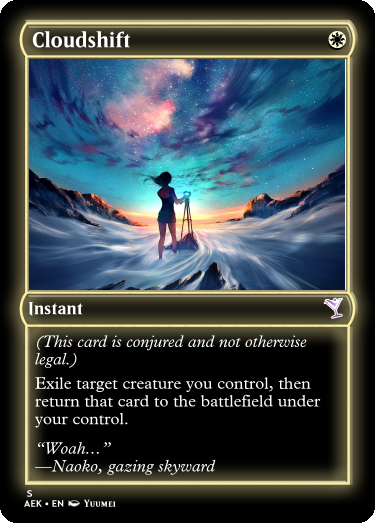 Cloudshift
Instant
(This card is conjured and not otherwise
legal.)
Exile target creature you control, then
return that card to the battlefield under
your control.
“Woah…”
—Naoko, gazing skyward
S
AEK • EN Yuumei